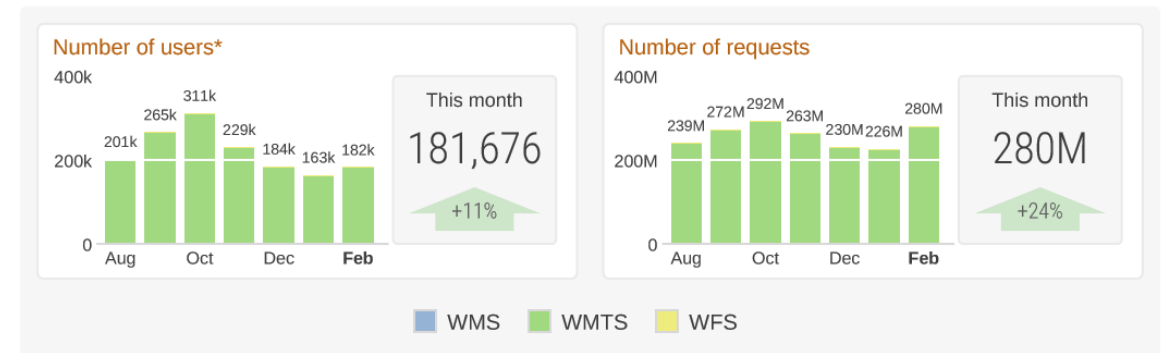 Number of users*
400k
200k
0
201k
265k
311k
229k
184k
163k
182k
Aug
Oct
Dec
Feb
This month
181,676
+11%
Number of requests
400M
200M
0
239M
272M
292M
263M
230M
226M
280M
Aug
Oct
Dec
Feb
This month
280M
+24%
WMS
WMTS
WFS